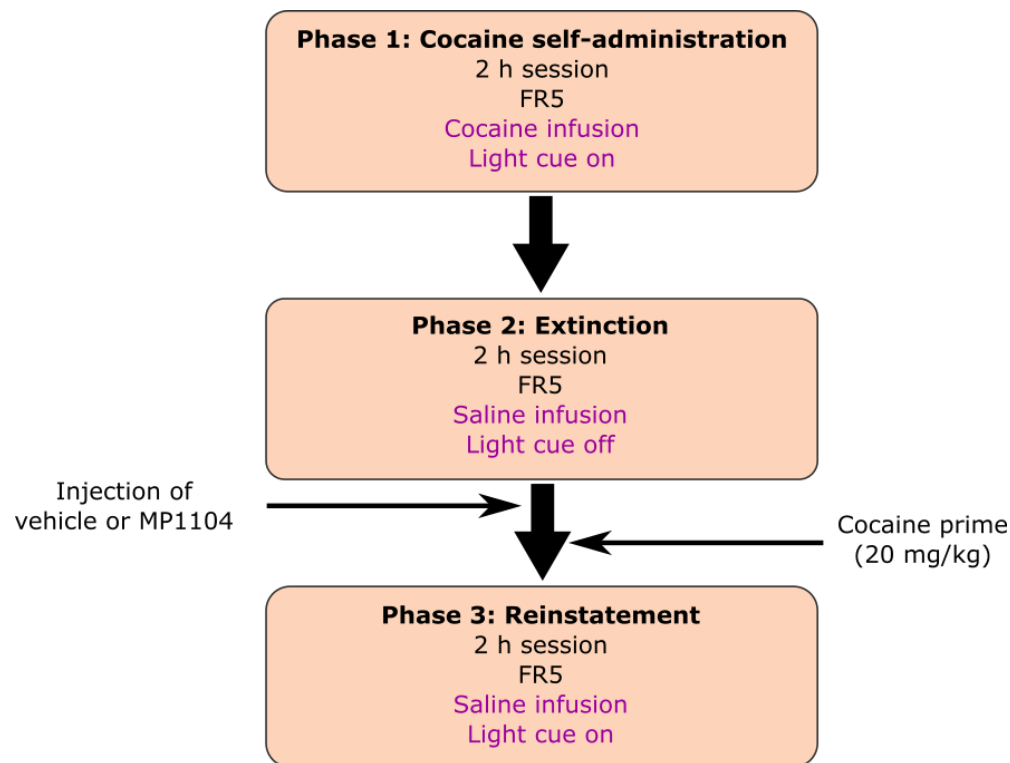 Phase 1: Cocaine self-administration
2 h session
FR5
Cocaine infusion
Light cue on
Phase 2: Extinction
2 h session
FR5
Saline infusion
Light cue off
Injection of
vehicle or MP1104
Cocaine prime
(20 mg/kg)
Phase 3: Reinstatement
2 h session
FR5
Saline infusion
Light cue on